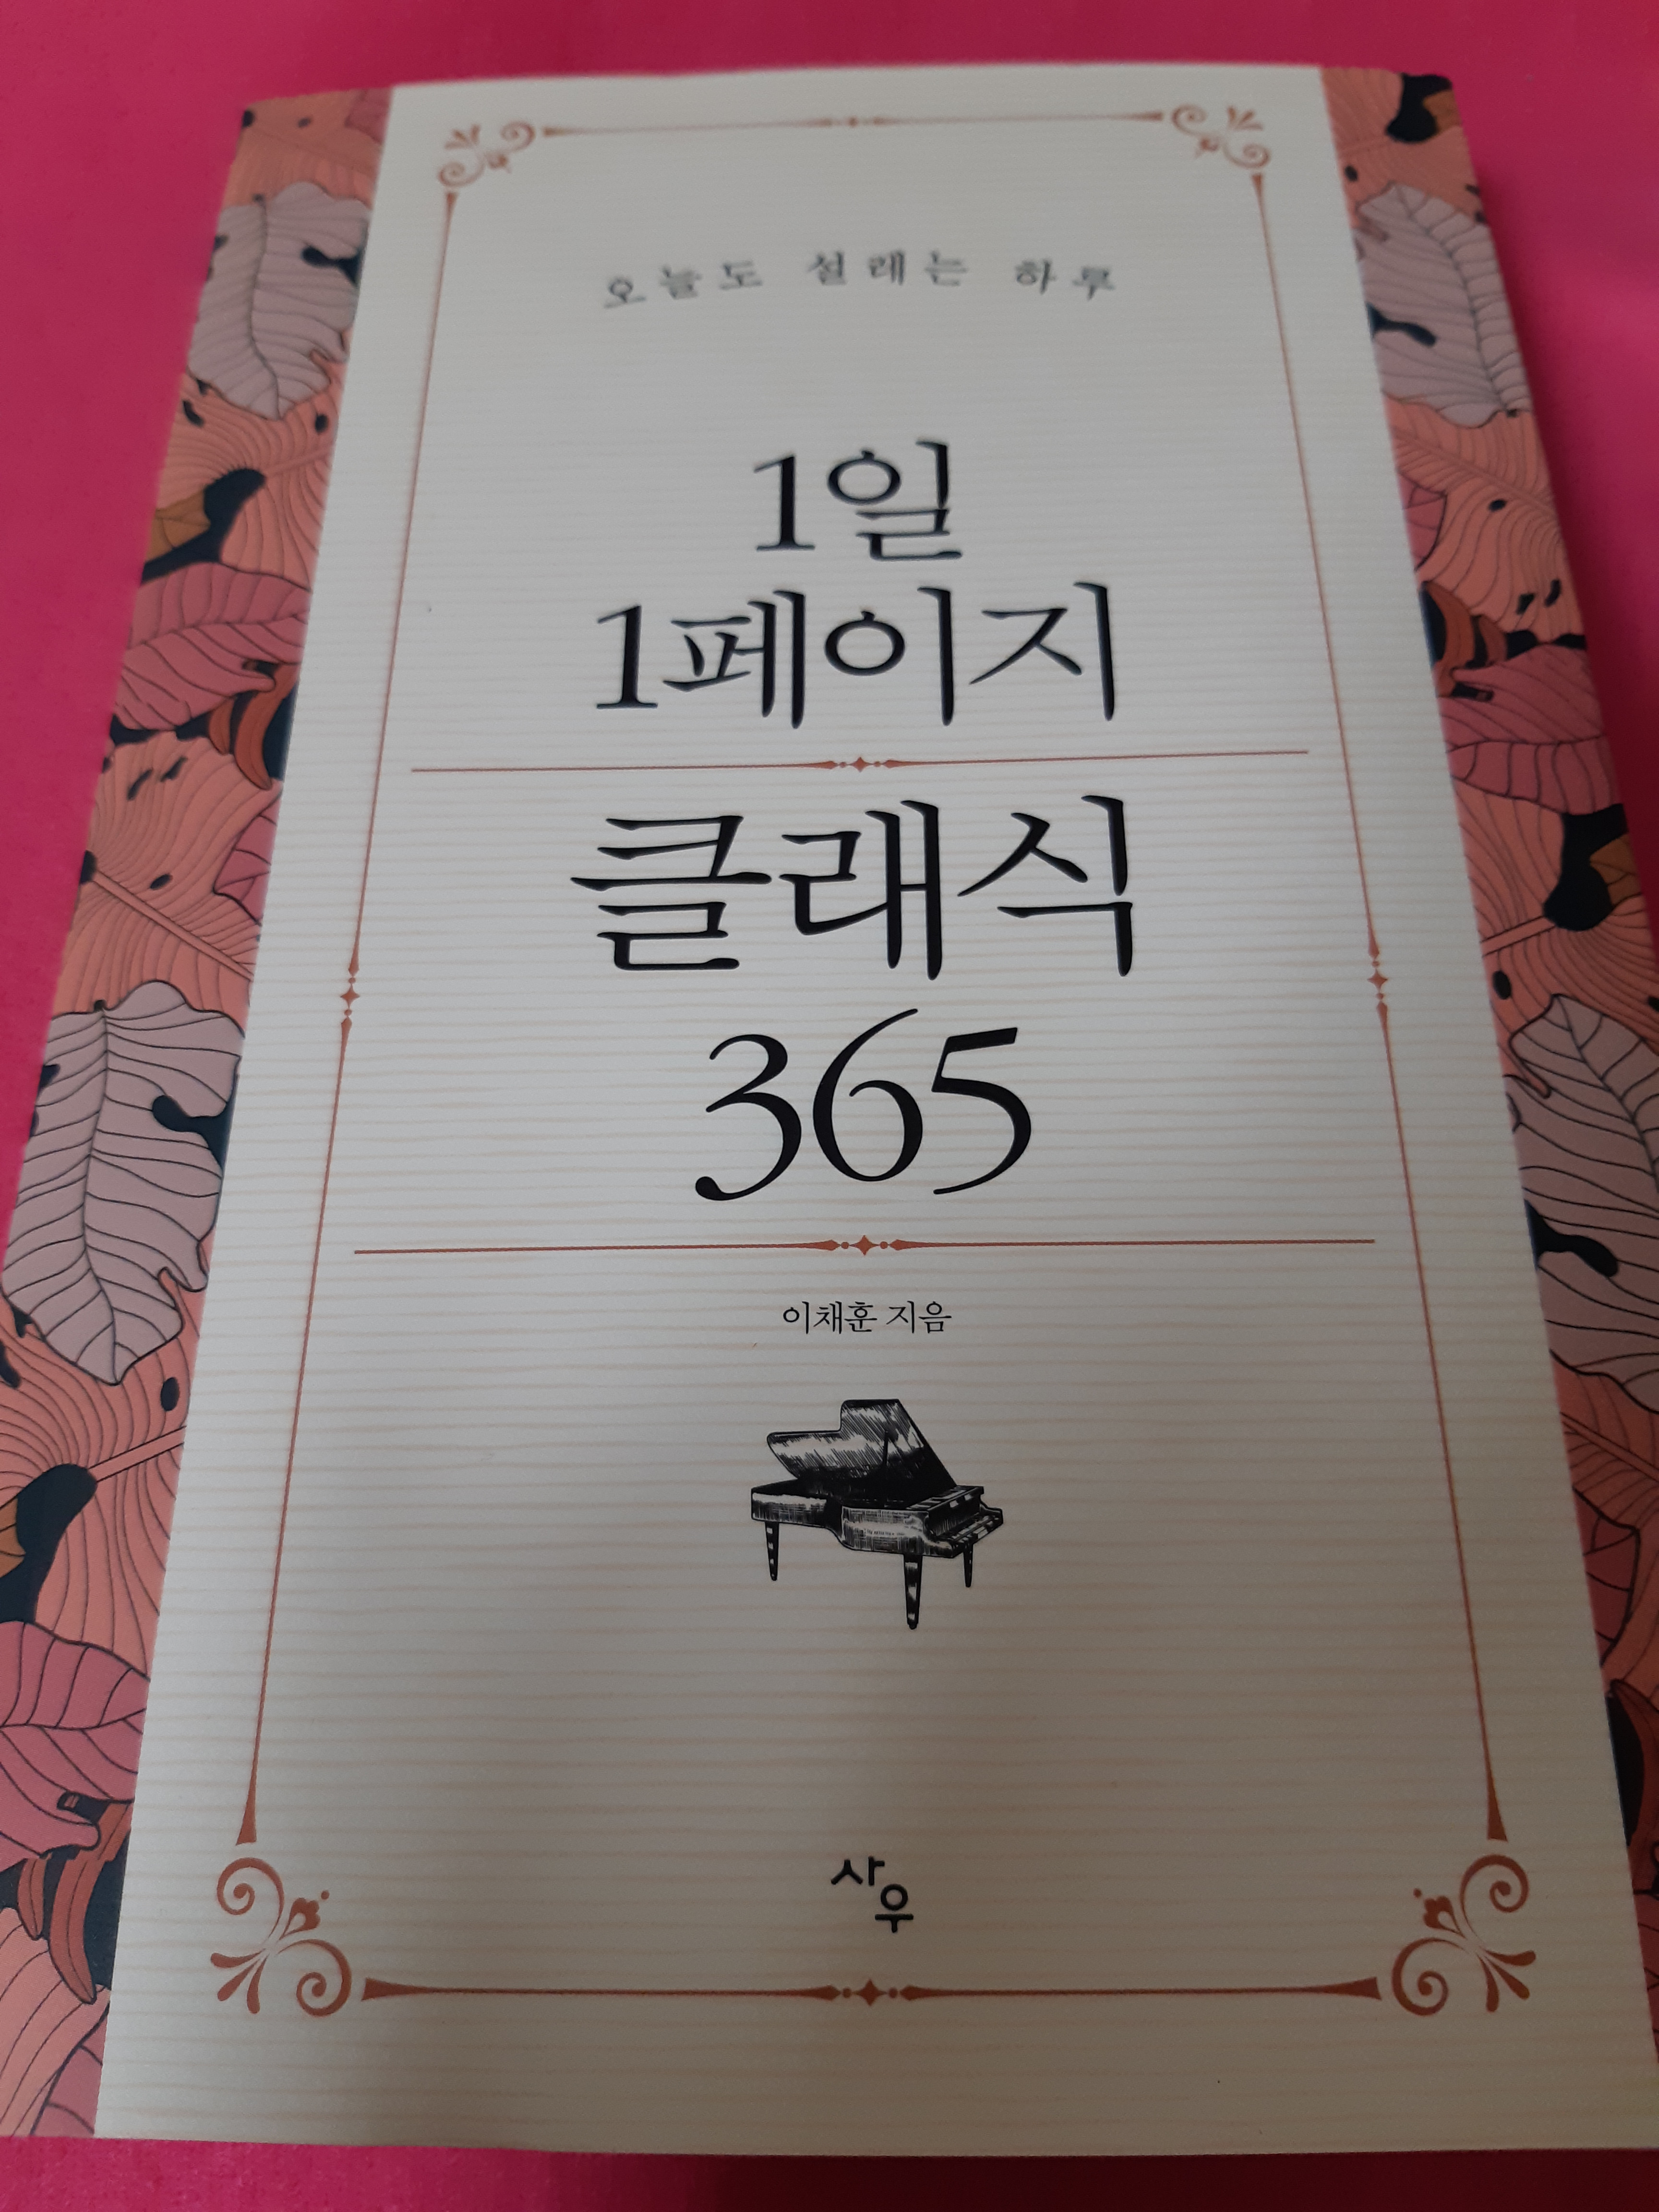 오늘도 설레는 하루
1일
1페이지
클래식
365
이채훈 지음
사우